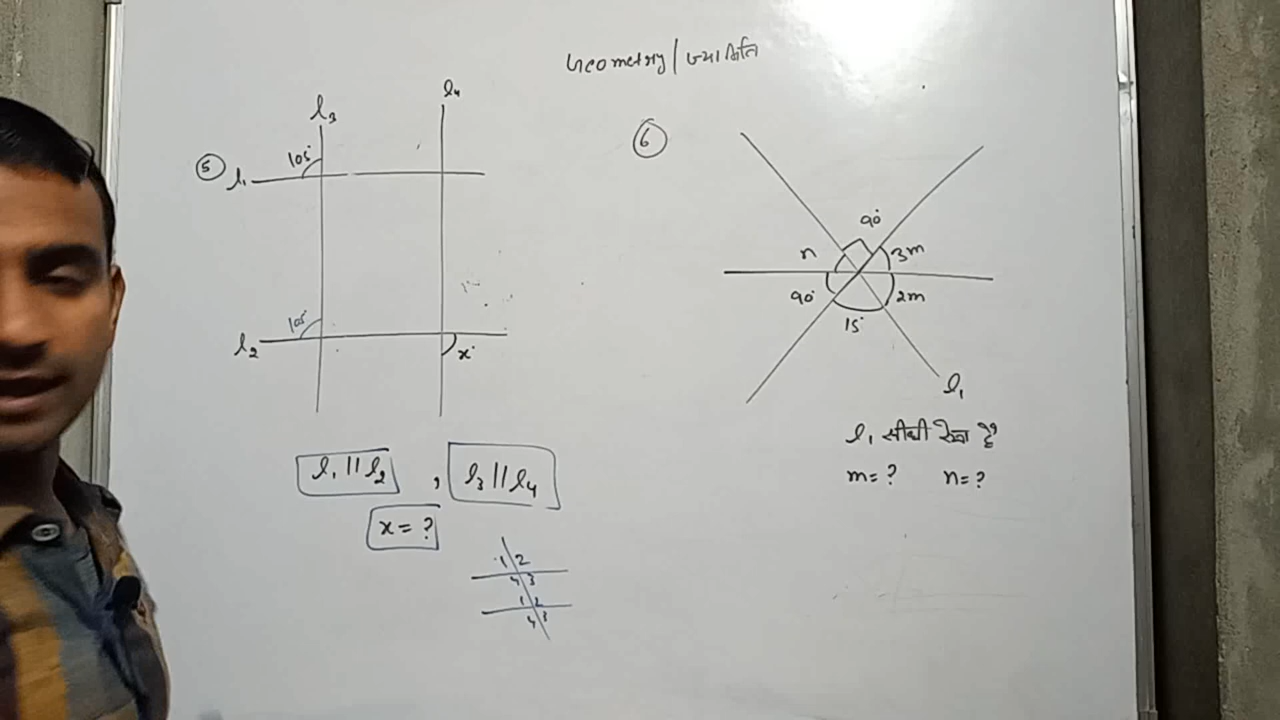 Geometry/ज्यामिति
l₄
l₃
5
105°
l₁
105°
l₂
x°
l₁ || l₂ , l₃ || l₄
x = ?
1 2
4 3
1 2
4 3
6
90°
n
3m
90°
2m
15
l₁
l₁ सीधी रेखा है
m = ? n = ?